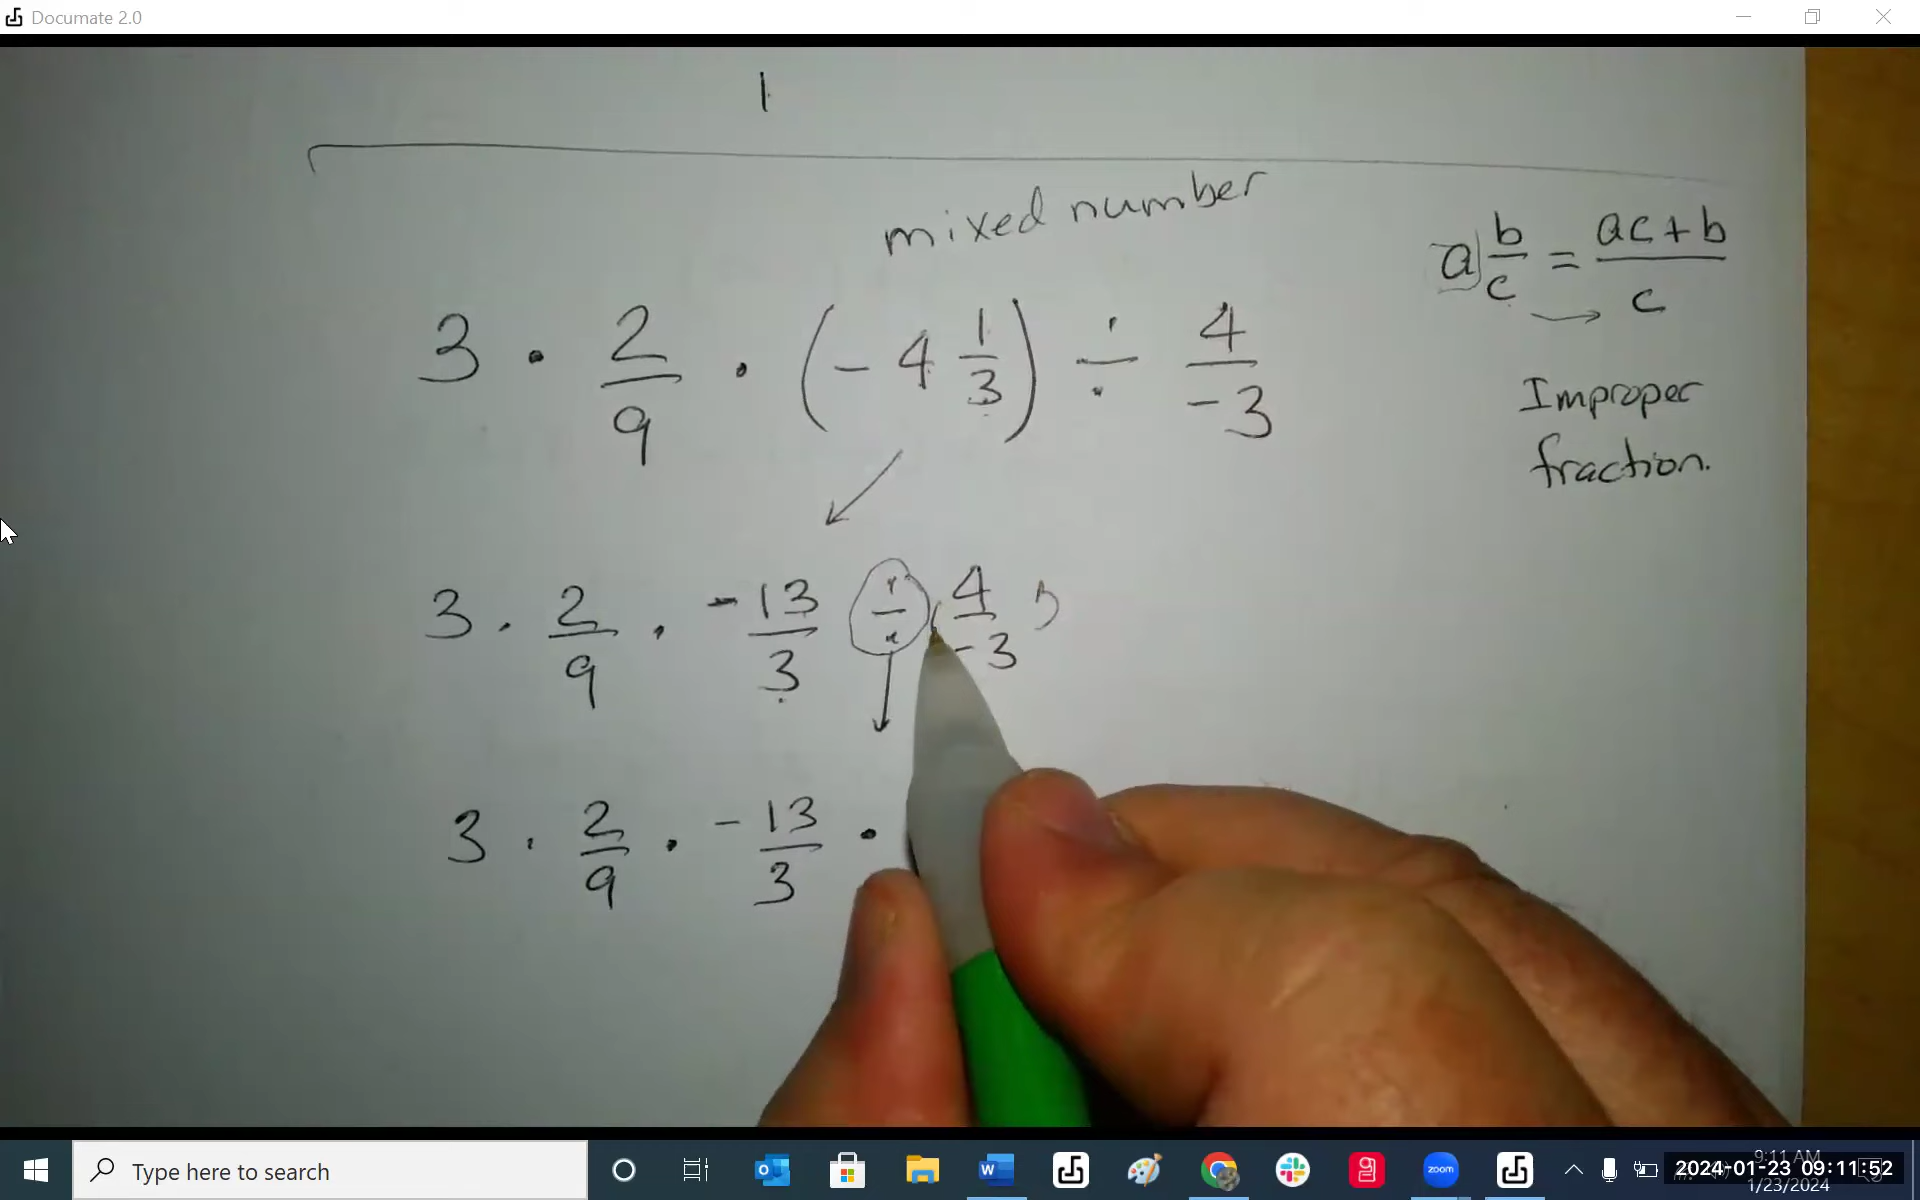 Documate 2.0
1
mixed number
a b/c = ac+b/c
3 · 2/9 · (-4 1/3) ÷ 4/-3
Improper
fraction.
3 · 2/9 · -13/3 ÷ (4/-3)
3 · 2/9 · -13/3 ·
Type here to search
9:11 AM
2024-01-23 09:11:52
1/23/2024
zoom